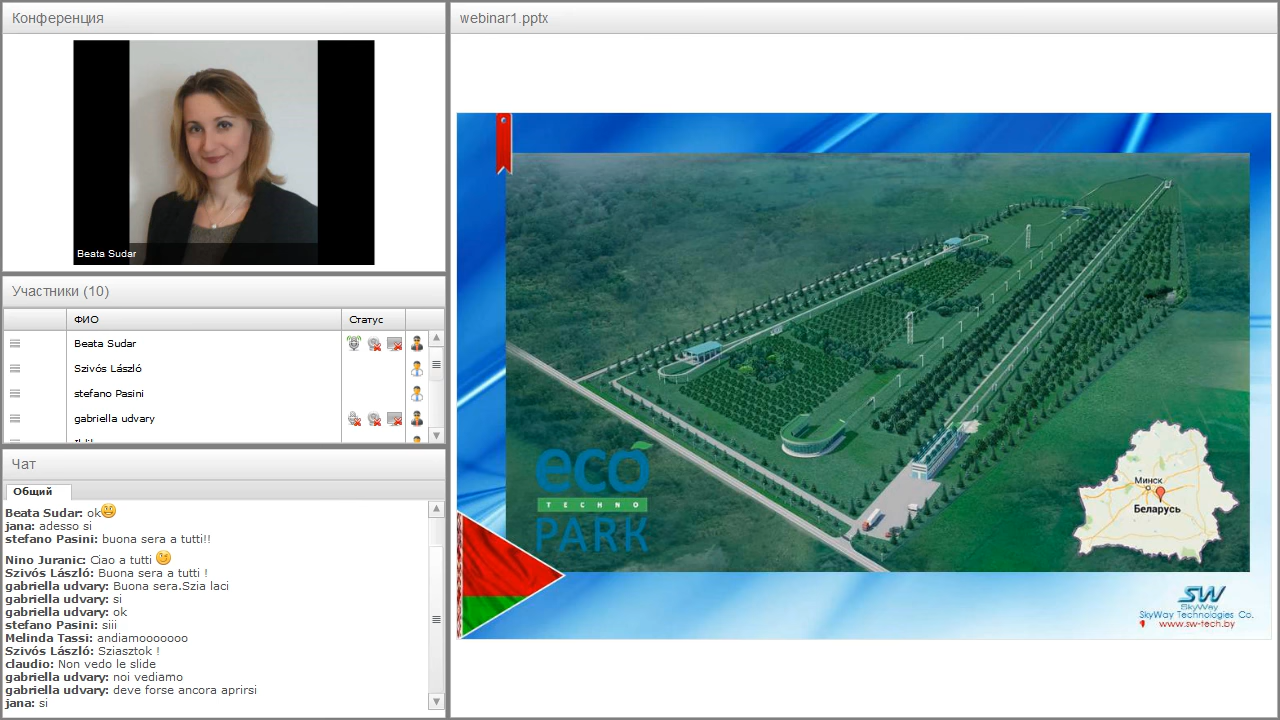 Конференция
Beata Sudar
Участники (10)
ФИО Статус
Beata Sudar
Szivós László
stefano Pasini
gabriella udvary
Чат
Общий
Beata Sudar: ok
jana: adesso si
stefano Pasini: buona sera a tutti!!
Nino Juranic: Ciao a tutti
Szivós László: Buona sera a tutti !
gabriella udvary: Buona sera.Szia laci
gabriella udvary: si
gabriella udvary: ok
stefano Pasini: siii
Melinda Tassi: andiamooooooo
Szivós László: Sziasztok !
claudio: Non vedo le slide
gabriella udvary: noi vediamo
gabriella udvary: deve forse ancora aprirsi
jana: si
webinar1.pptx
eco
TECHNO
PARK
Минск
Беларусь
SW
SkyWay
SkyWay Technologies Co.
www.sw-tech.by